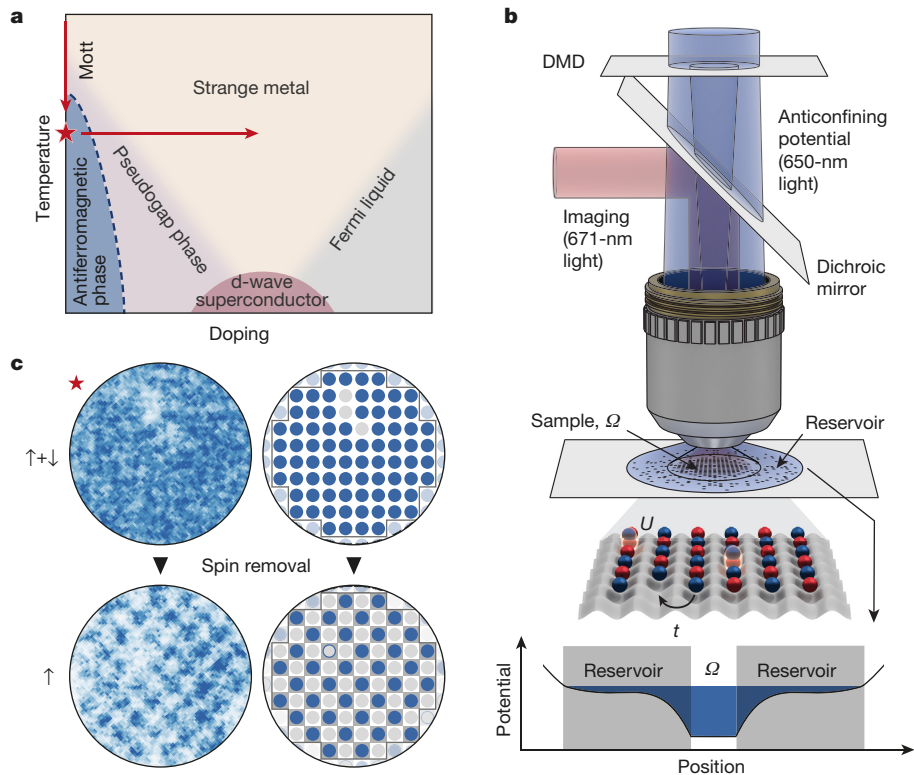 a
Mott
Strange metal
Temperature
Antiferromagnetic
phase
Pseudogap phase
Fermi liquid
d-wave
superconductor
Doping
b
DMD
Anticonfining
potential
(650-nm
light)
Imaging
(671-nm
light)
Dichroic
mirror
Sample, Ω
Reservoir
U
t
Reservoir
Ω
Reservoir
Potential
Position
c
↑+↓
Spin removal
↑